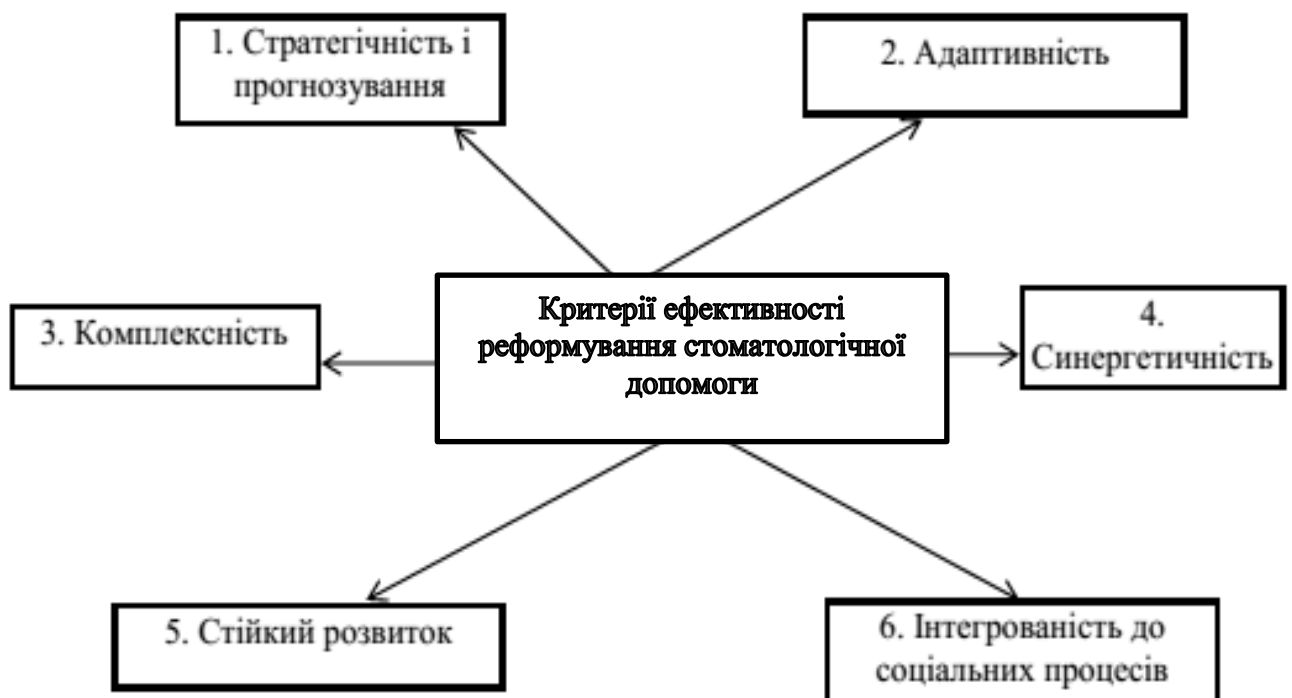 1. Стратегічність і
прогнозування
2. Адаптивність
Критерії ефективності
реформування стоматологічної
допомоги
3. Комплексність
4.
Синергетичність
5. Стійкий розвиток
6. Інтегрованість до
соціальних процесів